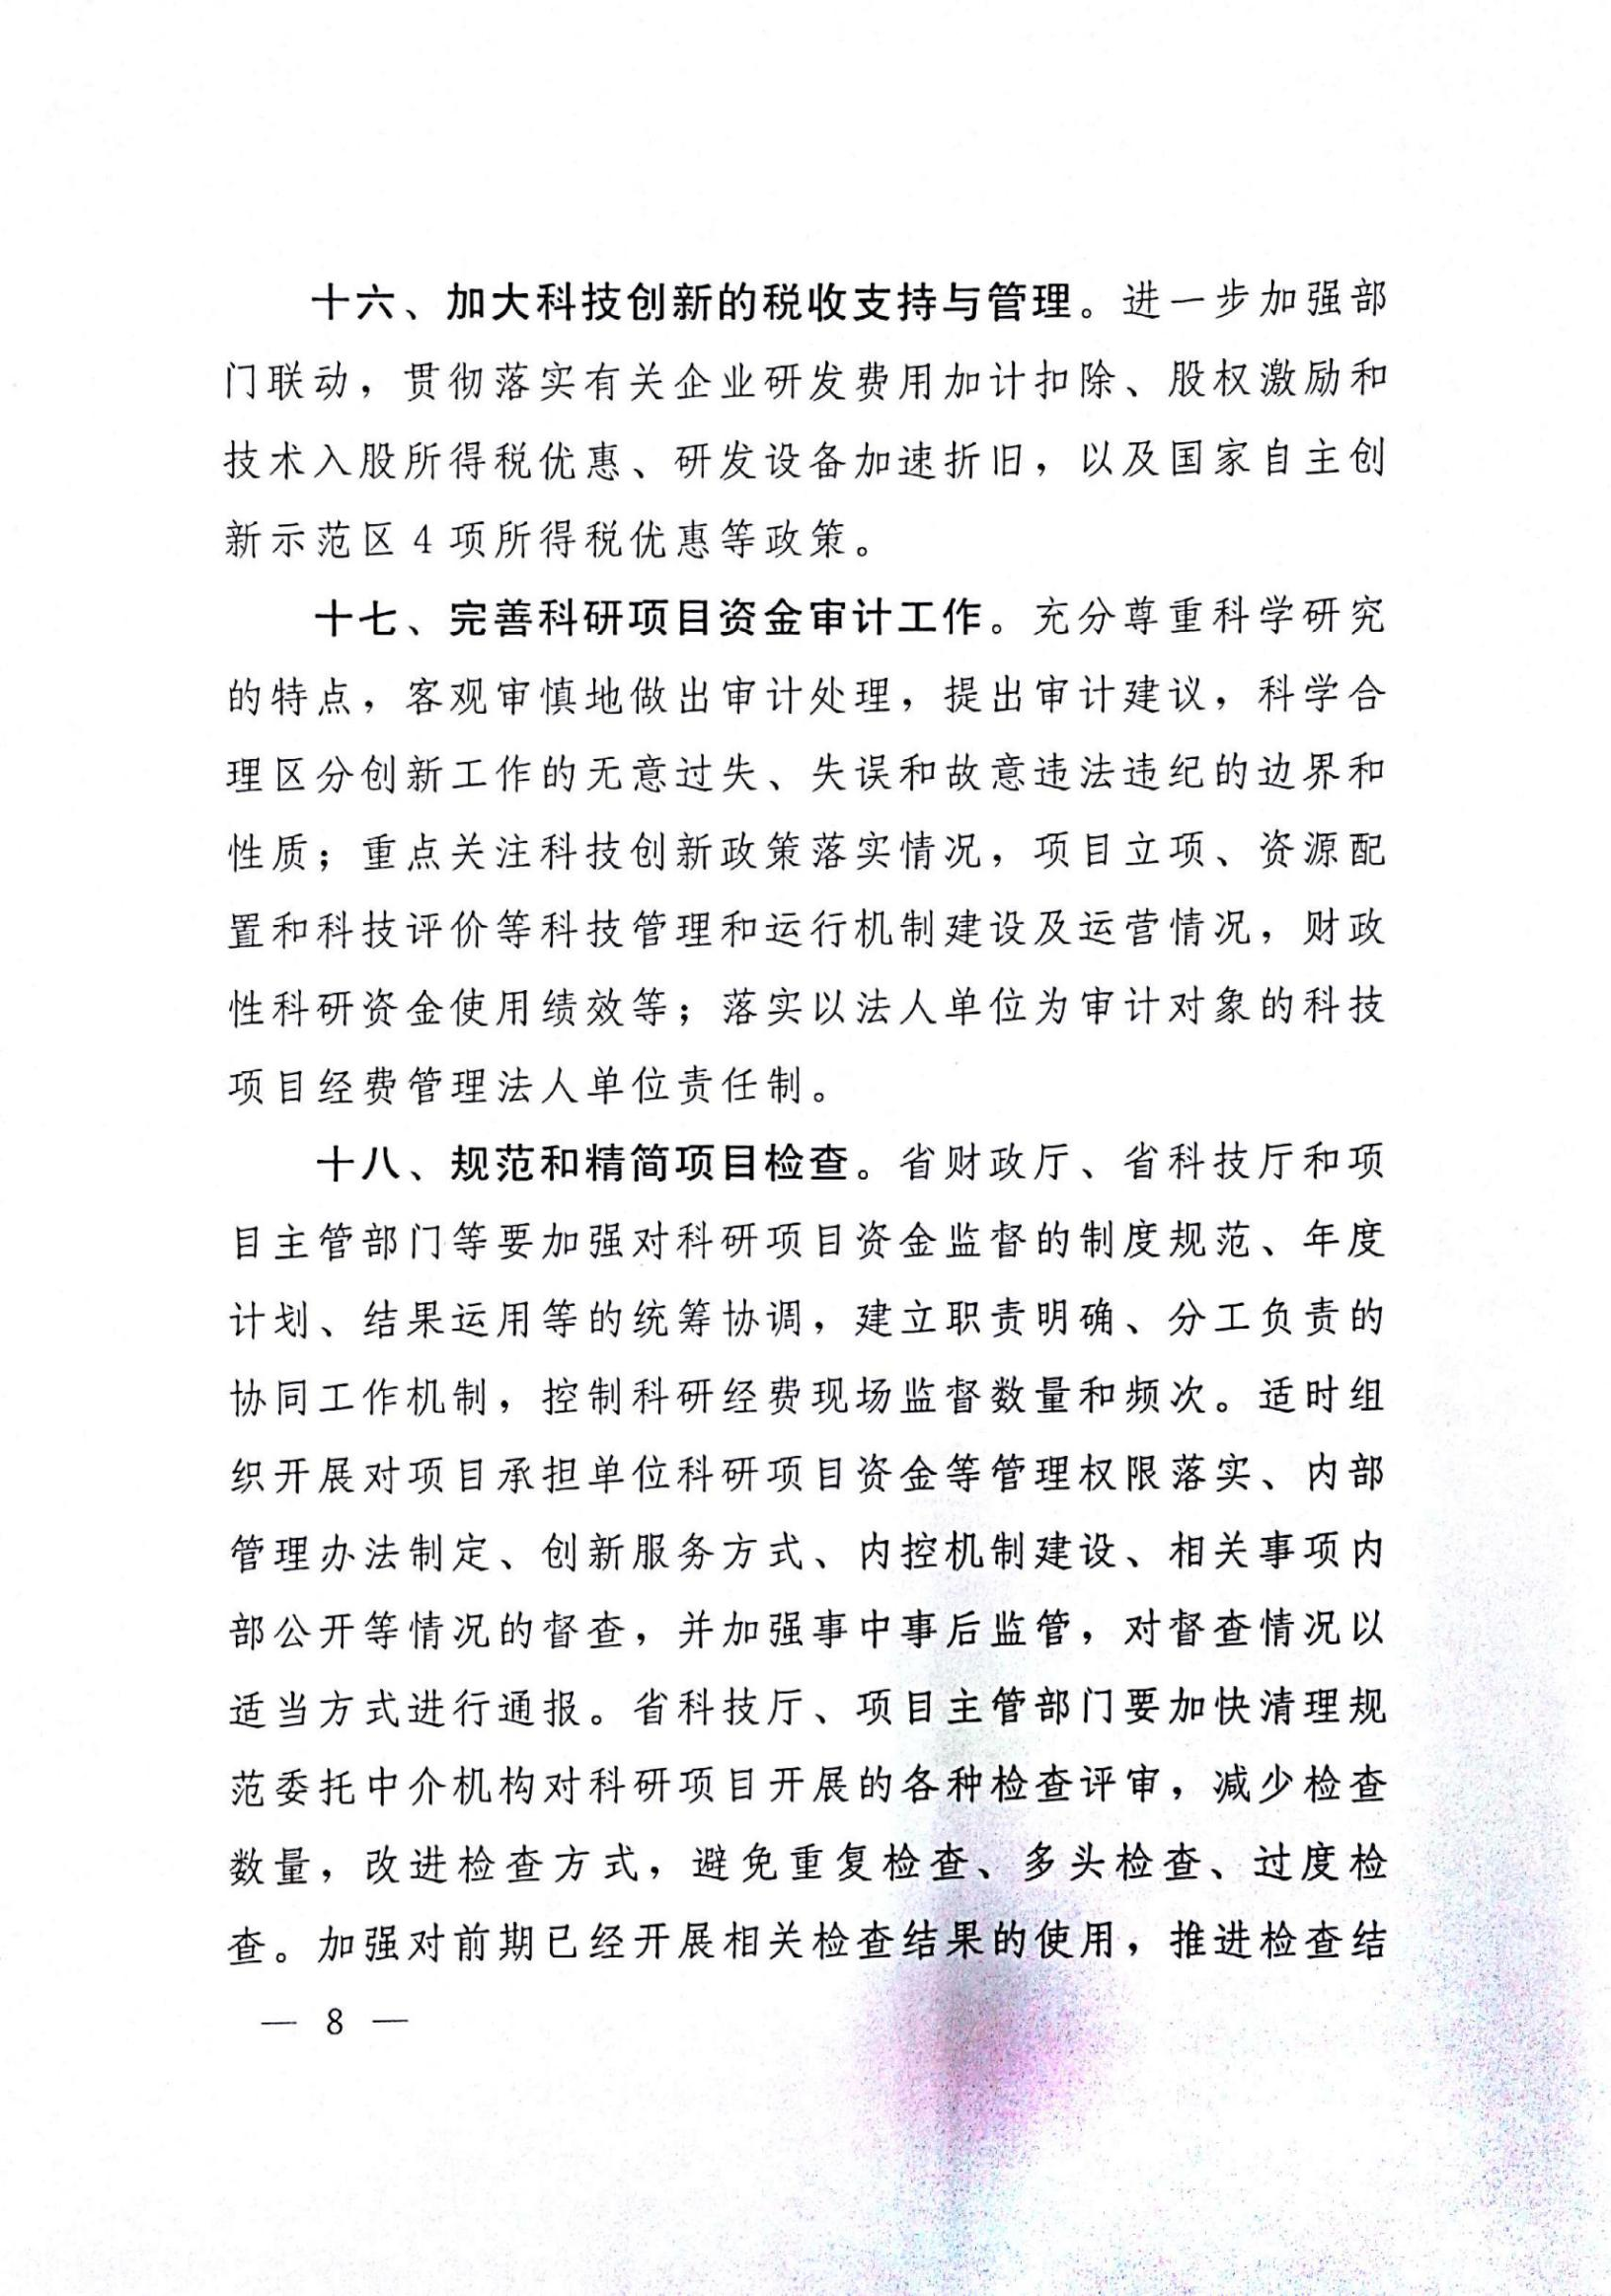 十六、加大科技创新的税收支持与管理。进一步加强部
门联动，贯彻落实有关企业研发费用加计扣除、股权激励和
技术入股所得税优惠、研发设备加速折旧，以及国家自主创
新示范区4项所得税优惠等政策。
十七、完善科研项目资金审计工作。充分尊重科学研究
的特点，客观审慎地做出审计处理，提出审计建议，科学合
理区分创新工作的无意过失、失误和故意违法违纪的边界和
性质；重点关注科技创新政策落实情况，项目立项、资源配
置和科技评价等科技管理和运行机制建设及运营情况，财政
性科研资金使用绩效等；落实以法人单位为审计对象的科技
项目经费管理法人单位责任制。
十八、规范和精简项目检查。省财政厅、省科技厅和项
目主管部门等要加强对科研项目资金监督的制度规范、年度
计划、结果运用等的统筹协调，建立职责明确、分工负责的
协同工作机制，控制科研经费现场监督数量和频次。适时组
织开展对项目承担单位科研项目资金等管理权限落实、内部
管理办法制定、创新服务方式、内控机制建设、相关事项内
部公开等情况的督查，并加强事中事后监管，对督查情况以
适当方式进行通报。省科技厅、项目主管部门要加快清理规
范委托中介机构对科研项目开展的各种检查评审，减少检查
数量，改进检查方式，避免重复检查、多头检查、过度检
查。加强对前期已经开展相关检查结果的使用，推进检查结
— 8 —